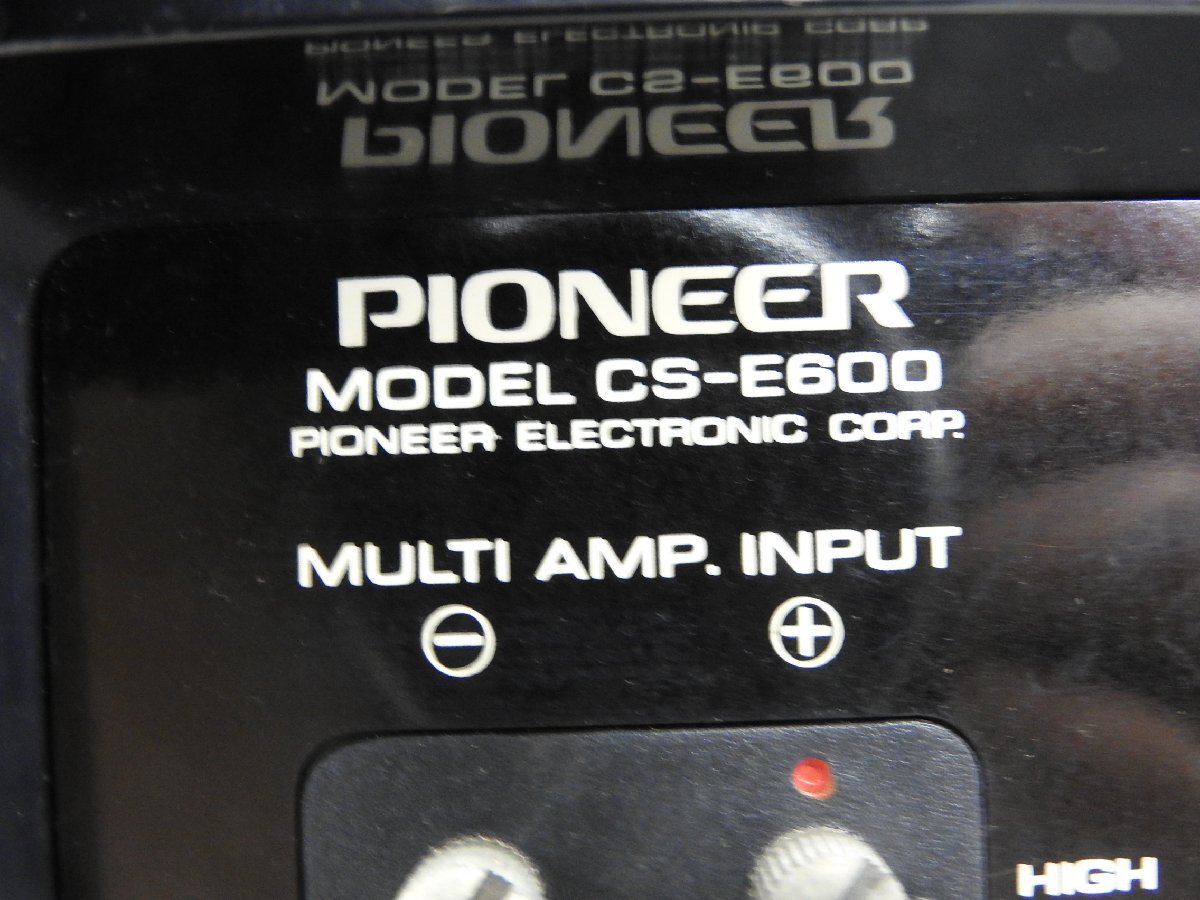 PIONEER
MODEL CS-E600
PIONEER ELECTRONIC CORP.
MULTI AMP. INPUT
⊖ ⊕
HIGH